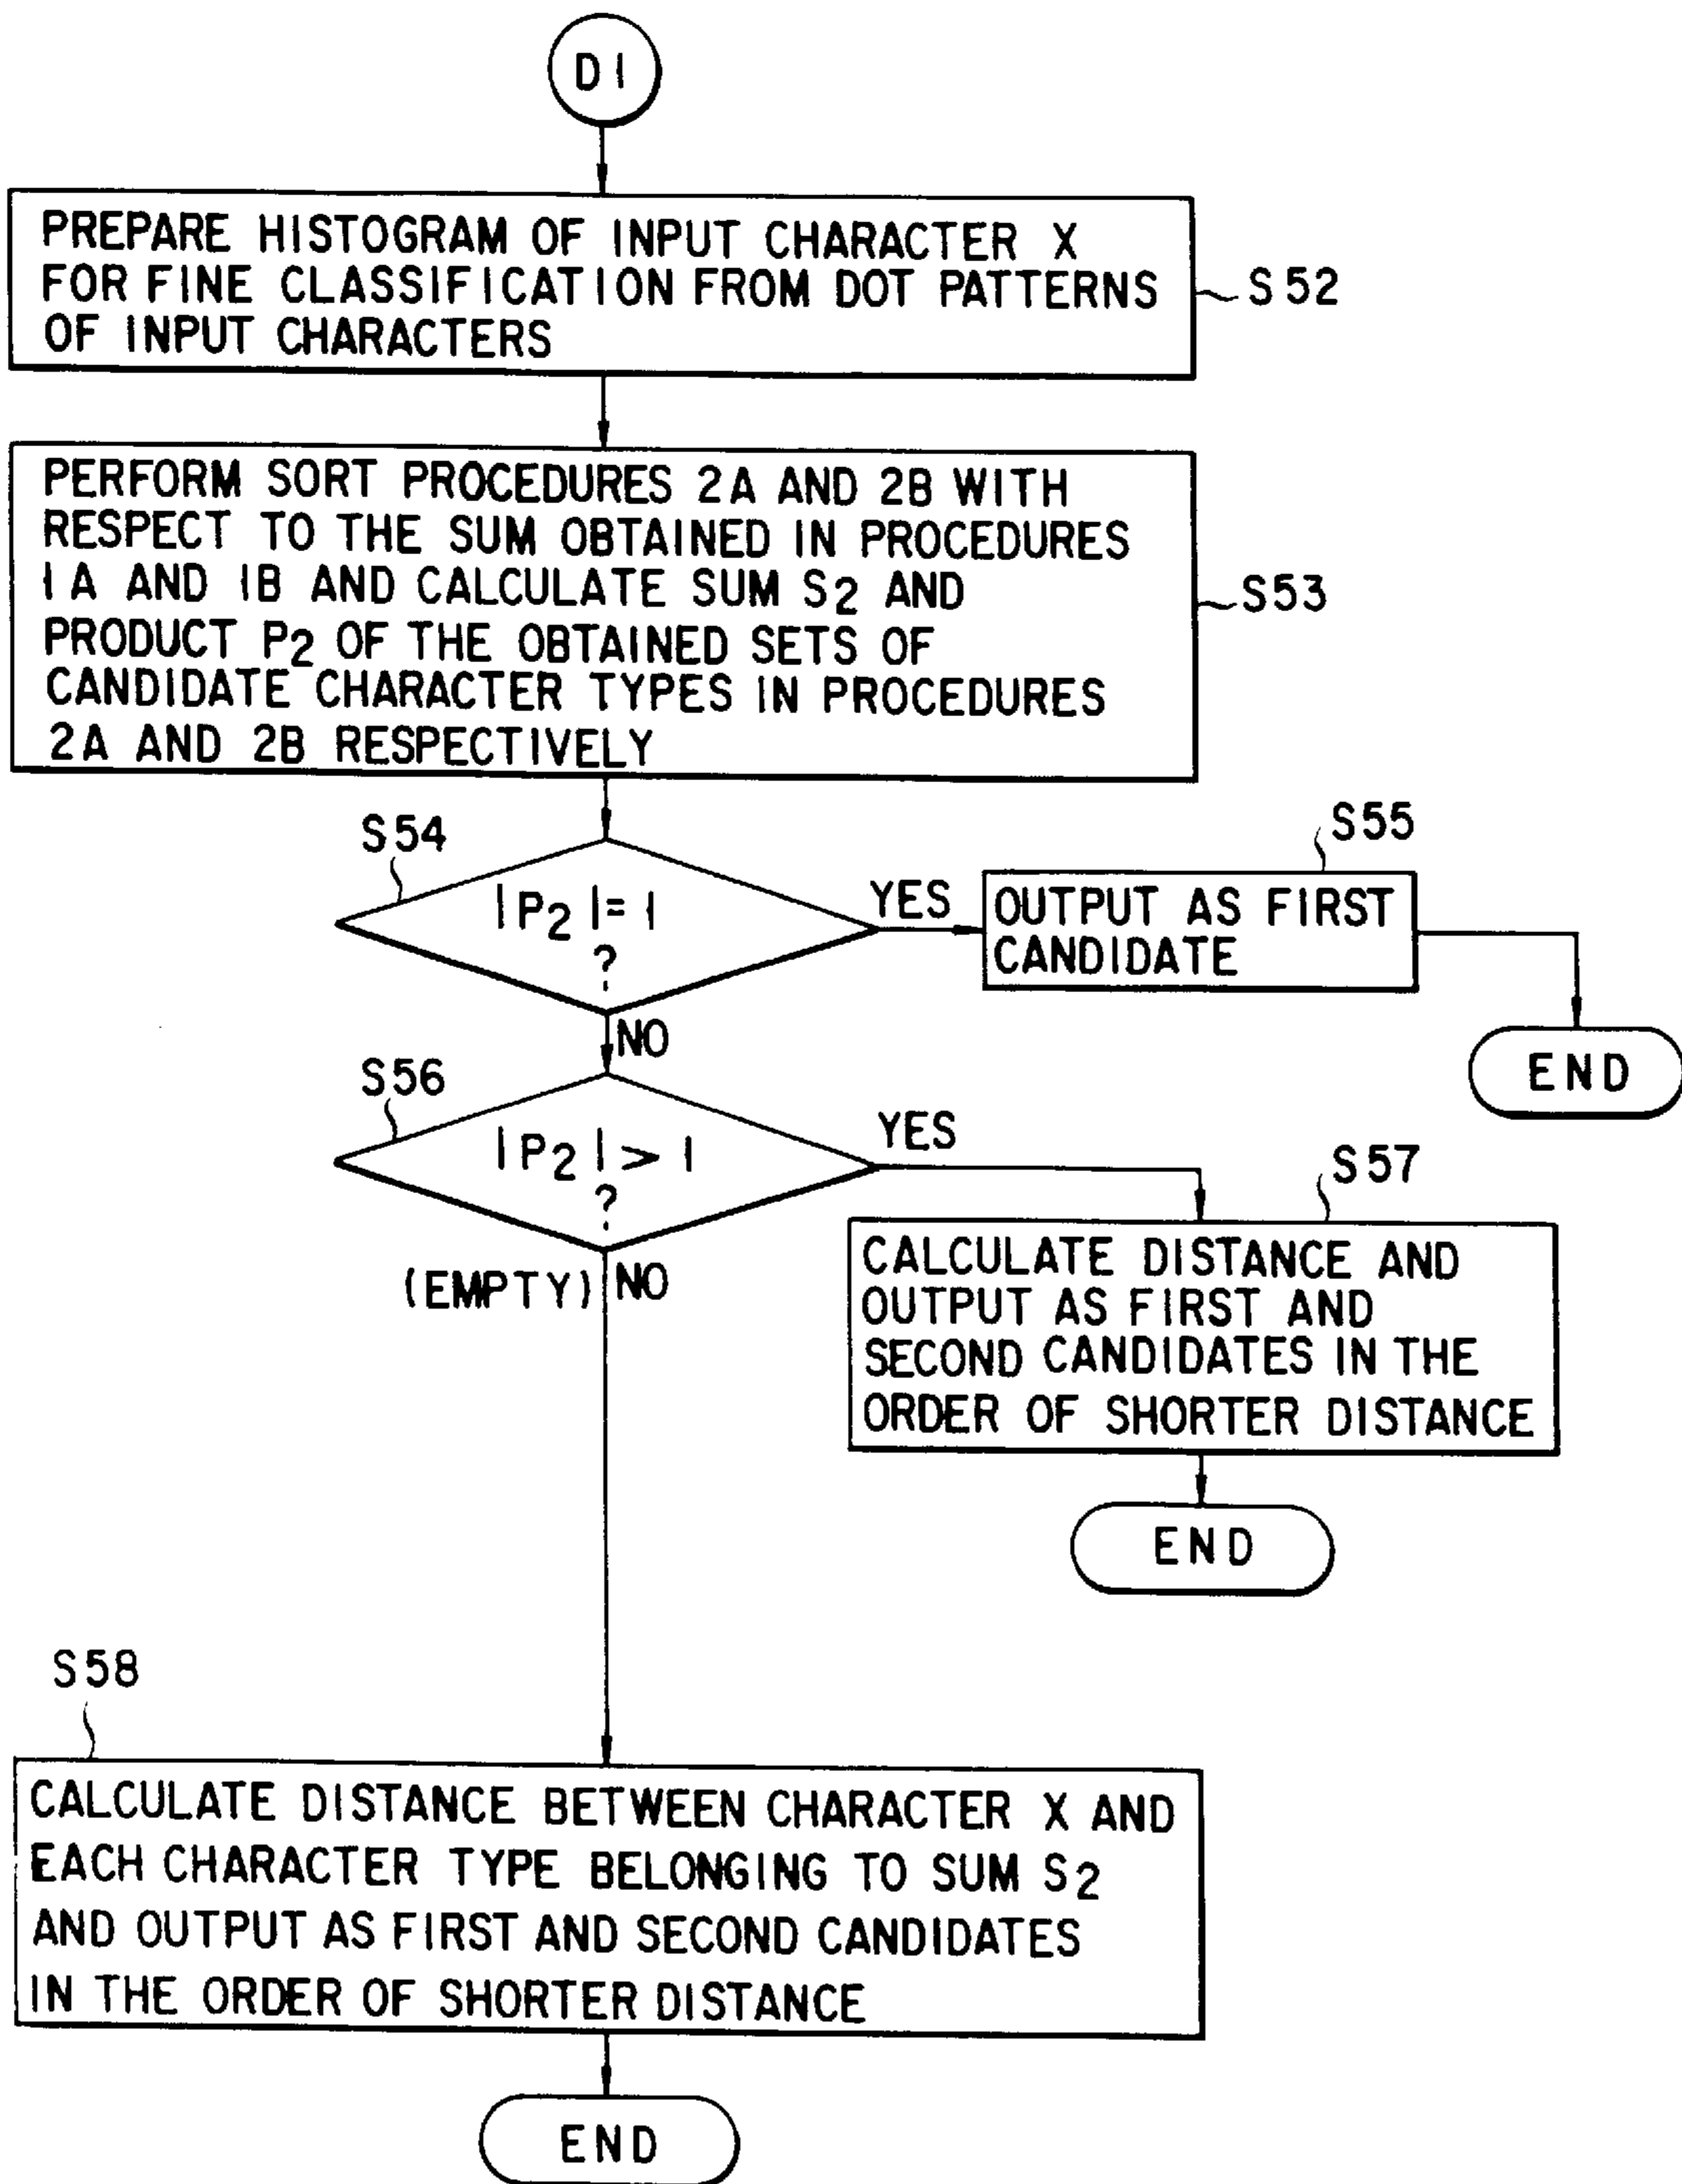 D1
PREPARE HISTOGRAM OF INPUT CHARACTER X
FOR FINE CLASSIFICATION FROM DOT PATTERNS
OF INPUT CHARACTERS
S52
PERFORM SORT PROCEDURES 2A AND 2B WITH
RESPECT TO THE SUM OBTAINED IN PROCEDURES
1A AND 1B AND CALCULATE SUM S2 AND
PRODUCT P2 OF THE OBTAINED SETS OF
CANDIDATE CHARACTER TYPES IN PROCEDURES
2A AND 2B RESPECTIVELY
S53
S54
|P2|=1
?
YES
S55
OUTPUT AS FIRST
CANDIDATE
END
NO
S56
|P2|>1
?
YES
S57
CALCULATE DISTANCE AND
OUTPUT AS FIRST AND
SECOND CANDIDATES IN THE
ORDER OF SHORTER DISTANCE
END
(EMPTY) NO
S58
CALCULATE DISTANCE BETWEEN CHARACTER X AND
EACH CHARACTER TYPE BELONGING TO SUM S2
AND OUTPUT AS FIRST AND SECOND CANDIDATES
IN THE ORDER OF SHORTER DISTANCE
END